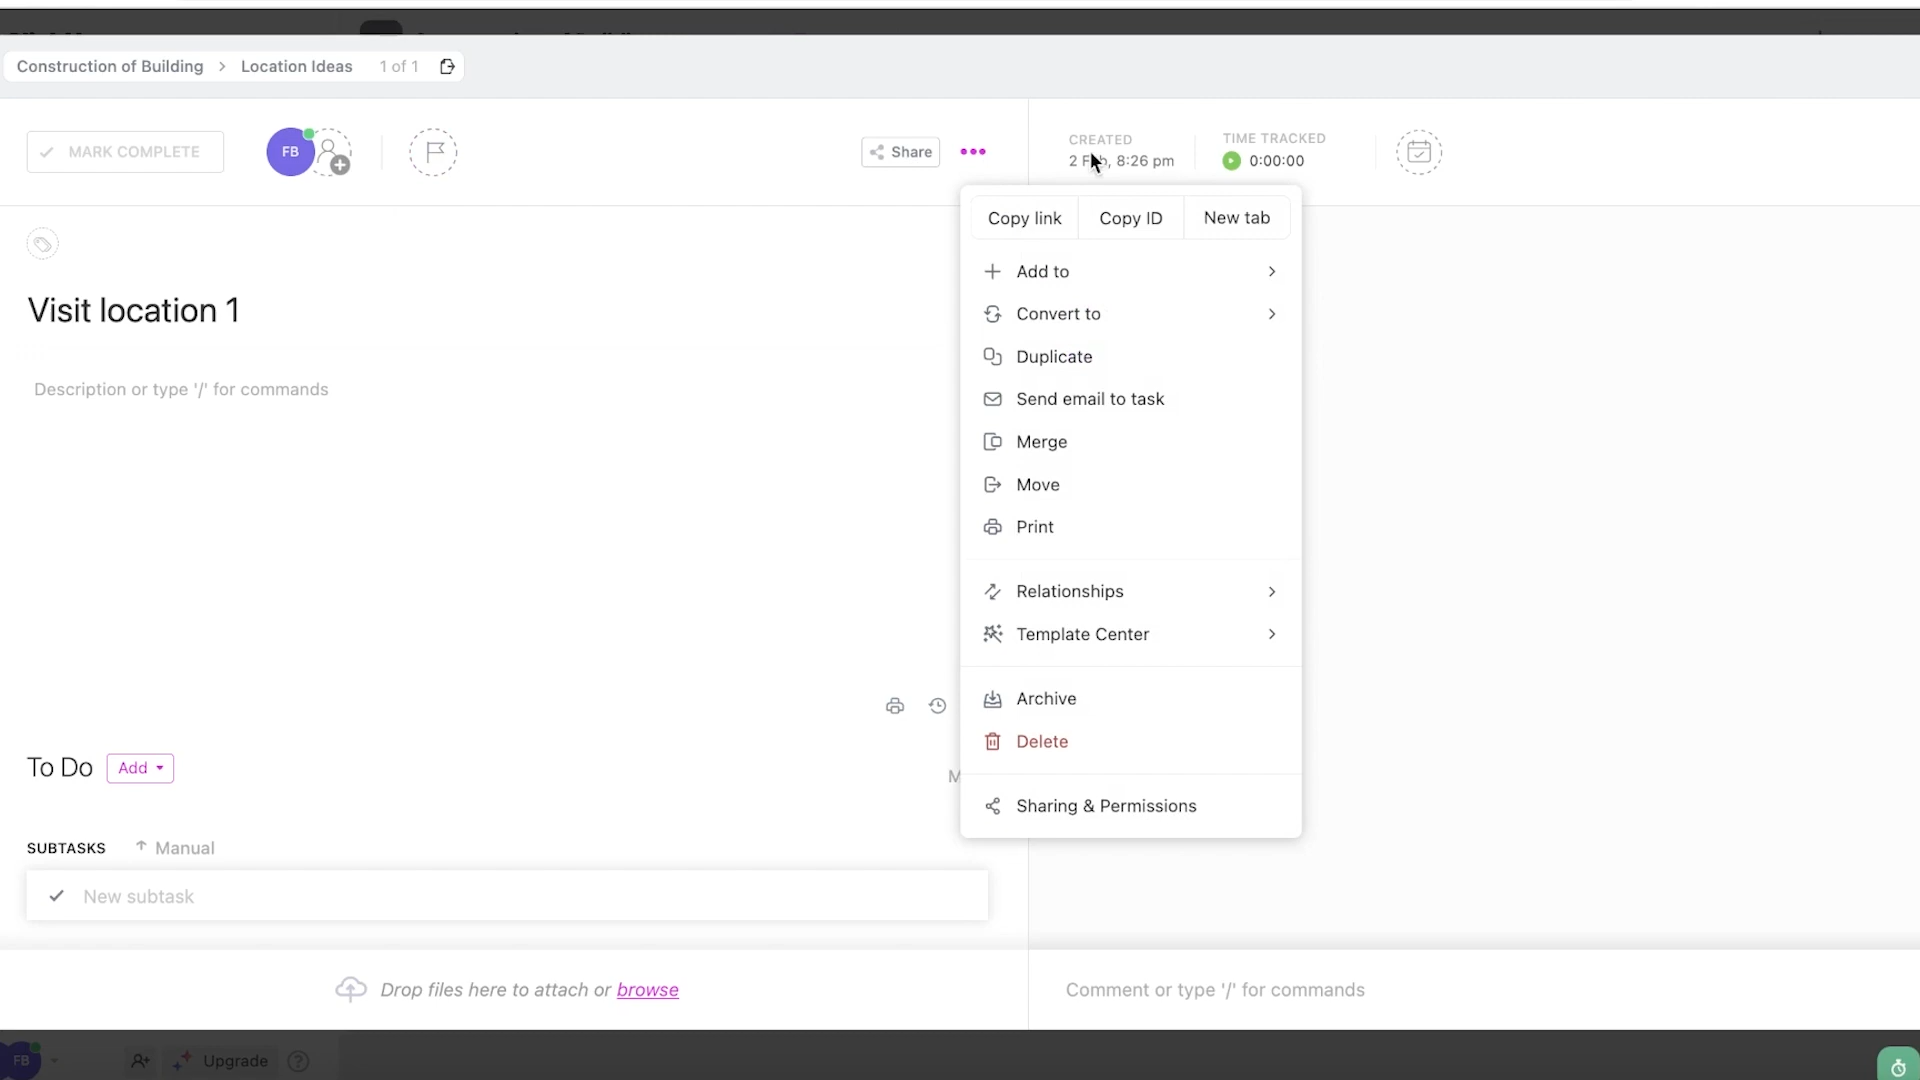 Construction of Building > Location Ideas 1 of 1
MARK COMPLETE
FB
Share
CREATED
2 Feb, 8:26 pm
TIME TRACKED
0:00:00
Copy link
Copy ID
New tab
Add to
Convert to
Duplicate
Send email to task
Merge
Move
Print
Relationships
Template Center
Archive
Delete
Sharing & Permissions
Visit location 1
Description or type '/' for commands
To Do
Add
M
SUBTASKS
Manual
New subtask
Drop files here to attach or browse
Comment or type '/' for commands
FB
Upgrade
?